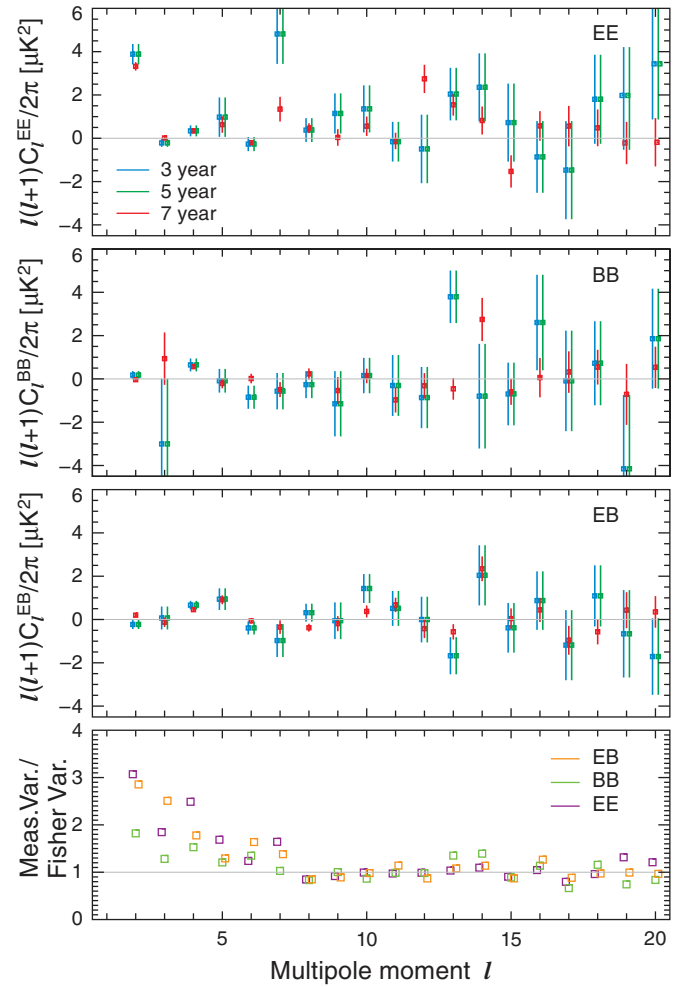 l(l+1)C_l^EE/2π [μK²]
6
4
2
0
−2
−4
EE
3 year
5 year
7 year
l(l+1)C_l^BB/2π [μK²]
6
4
2
0
−2
−4
BB
l(l+1)C_l^EB/2π [μK²]
6
4
2
0
−2
−4
EB
Meas.Var./
Fisher Var.
4
3
2
1
0
EB
BB
EE
5
10
15
20
Multipole moment l